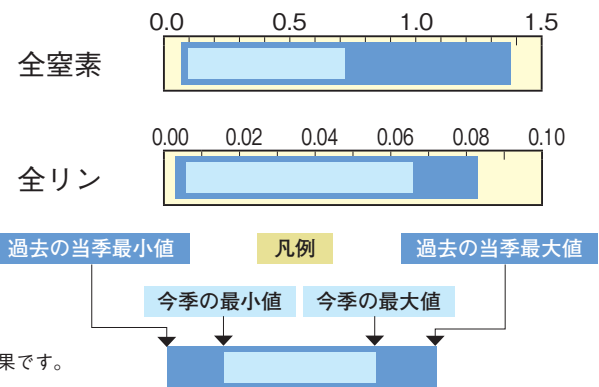 0.0 0.5 1.0 1.5
全窒素
0.00 0.02 0.04 0.06 0.08 0.10
全リン
過去の当季最小値 凡例 過去の当季最大値
今季の最小値 今季の最大値
果です。